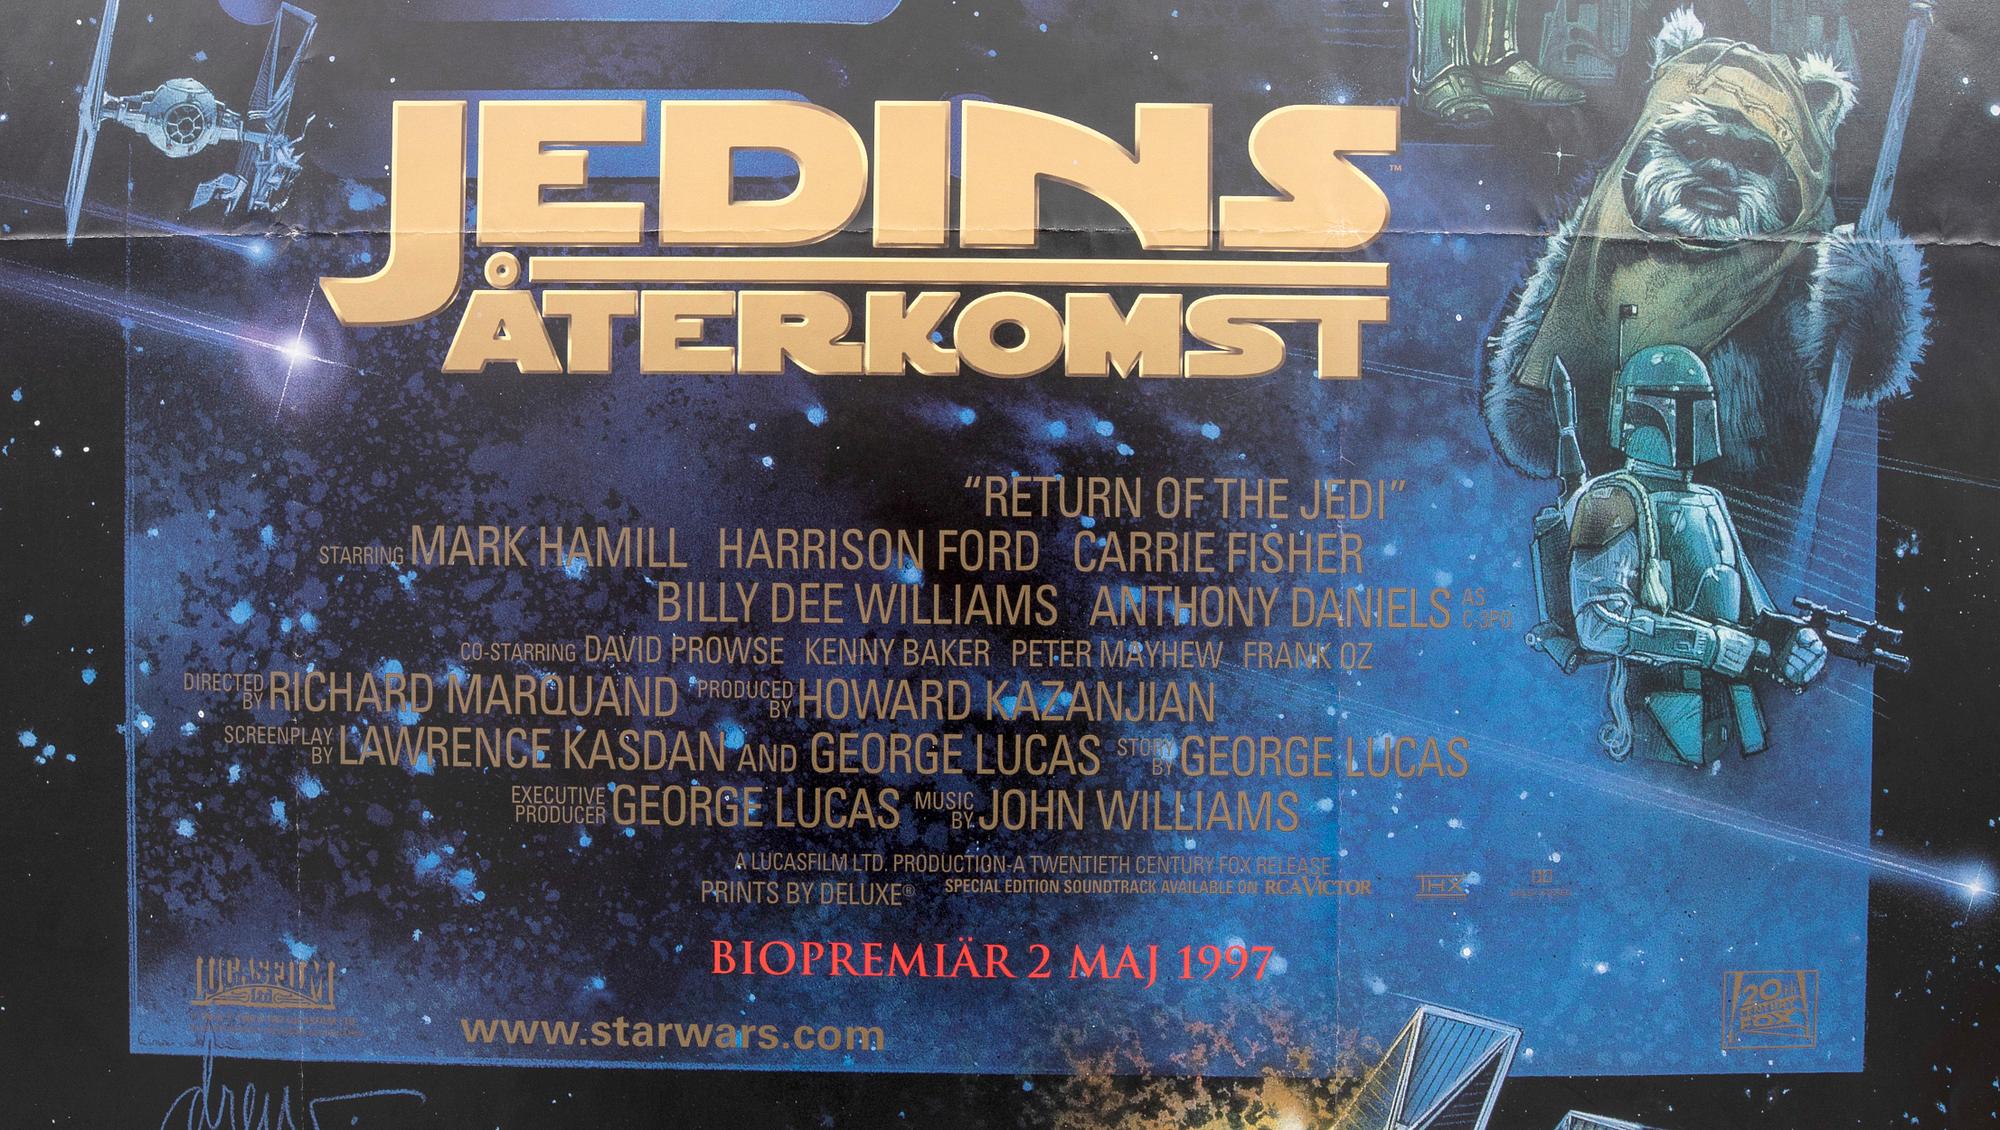 JEDINS™
ÅTERKOMST
"RETURN OF THE JEDI"
STARRING MARK HAMILL HARRISON FORD CARRIE FISHER
BILLY DEE WILLIAMS ANTHONY DANIELS AS C-3PO
CO-STARRING DAVID PROWSE KENNY BAKER PETER MAYHEW FRANK OZ
DIRECTED BY RICHARD MARQUAND PRODUCED BY HOWARD KAZANJIAN
SCREENPLAY BY LAWRENCE KASDAN AND GEORGE LUCAS STORY BY GEORGE LUCAS
EXECUTIVE PRODUCER GEORGE LUCAS MUSIC BY JOHN WILLIAMS
A LUCASFILM LTD. PRODUCTION-A TWENTIETH CENTURY FOX RELEASE
PRINTS BY DELUXE® SPECIAL EDITION SOUNDTRACK AVAILABLE ON RCA VICTOR THX
BIOPREMIÄR 2 MAJ 1997
LUCASFILM Ltd
20th CENTURY FOX
www.starwars.com
drew